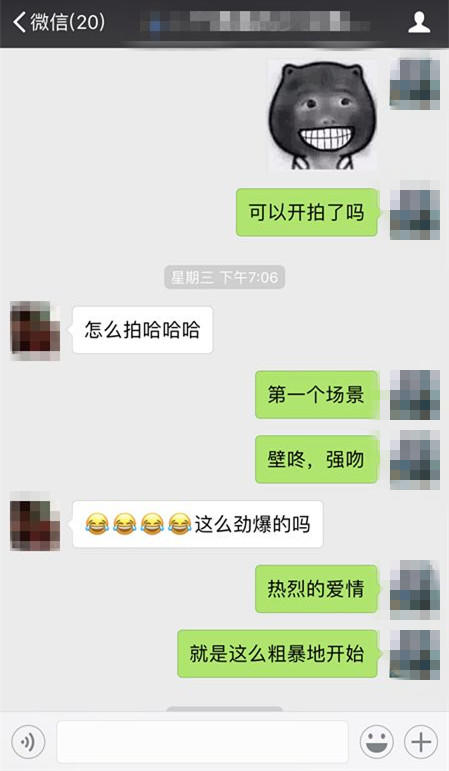 微信(20)
可以开拍了吗
星期三 下午7:06
怎么拍哈哈哈
第一个场景
壁咚，强吻
😂😂😂😂这么劲爆的吗
热烈的爱情
就是这么粗暴地开始